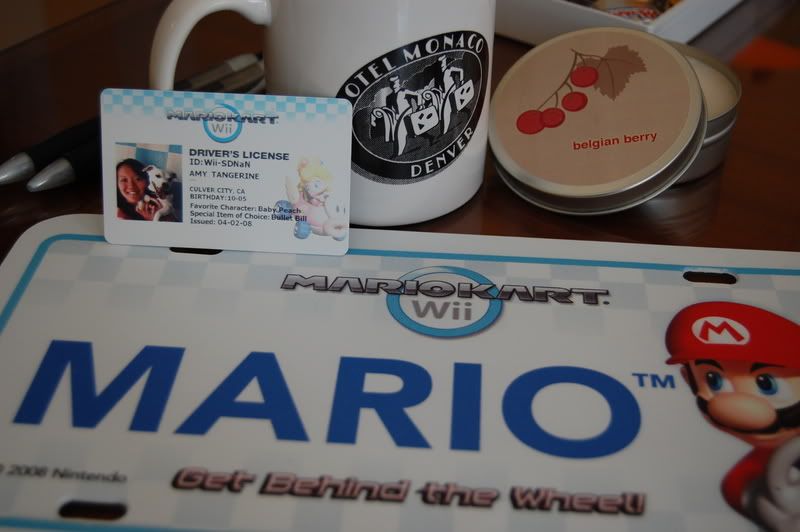 HOTEL MONACO
DENVER
belgian berry
MARIOKART
Wii
DRIVER'S LICENSE
ID:Wii-SDNaN
AMY TANGERINE
CULVER CITY, CA
BIRTHDAY:10-05
Favorite Character: Baby Peach
Special Item of Choice: Bullet Bill
Issued: 04-02-08
MARIOKART
Wii
MARIO™
M
© 2008 Nintendo
Get Behind the Wheel!